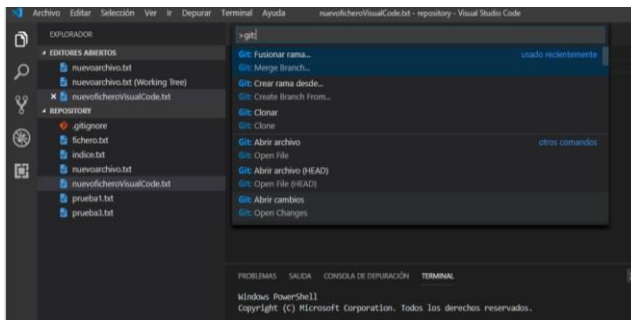 Archivo Editar Selección Ver Ir Depurar Terminal Ayuda nuevoficheroVisualCode.txt - repository - Visual Studio Code
EXPLORADOR
EDITORES ABIERTOS
nuevoarchivo.txt
nuevoarchivo.txt (Working Tree)
nuevoficheroVisualCode.txt
REPOSITORY
.gitignore
fichero.txt
indice.txt
nuevoarchivo.txt
nuevoficheroVisualCode.txt
prueba1.txt
prueba3.txt
>git:
Git: Fusionar rama... usado recientemente
Git: Merge Branch...
Git: Crear rama desde...
Git: Create Branch From...
Git: Clonar
Git: Clone
Git: Abrir archivo otros comandos
Git: Open File
Git: Abrir archivo (HEAD)
Git: Open File (HEAD)
Git: Abrir cambios
Git: Open Changes
PROBLEMAS SALIDA CONSOLA DE DEPURACIÓN TERMINAL
Windows PowerShell
Copyright (C) Microsoft Corporation. Todos los derechos reservados.